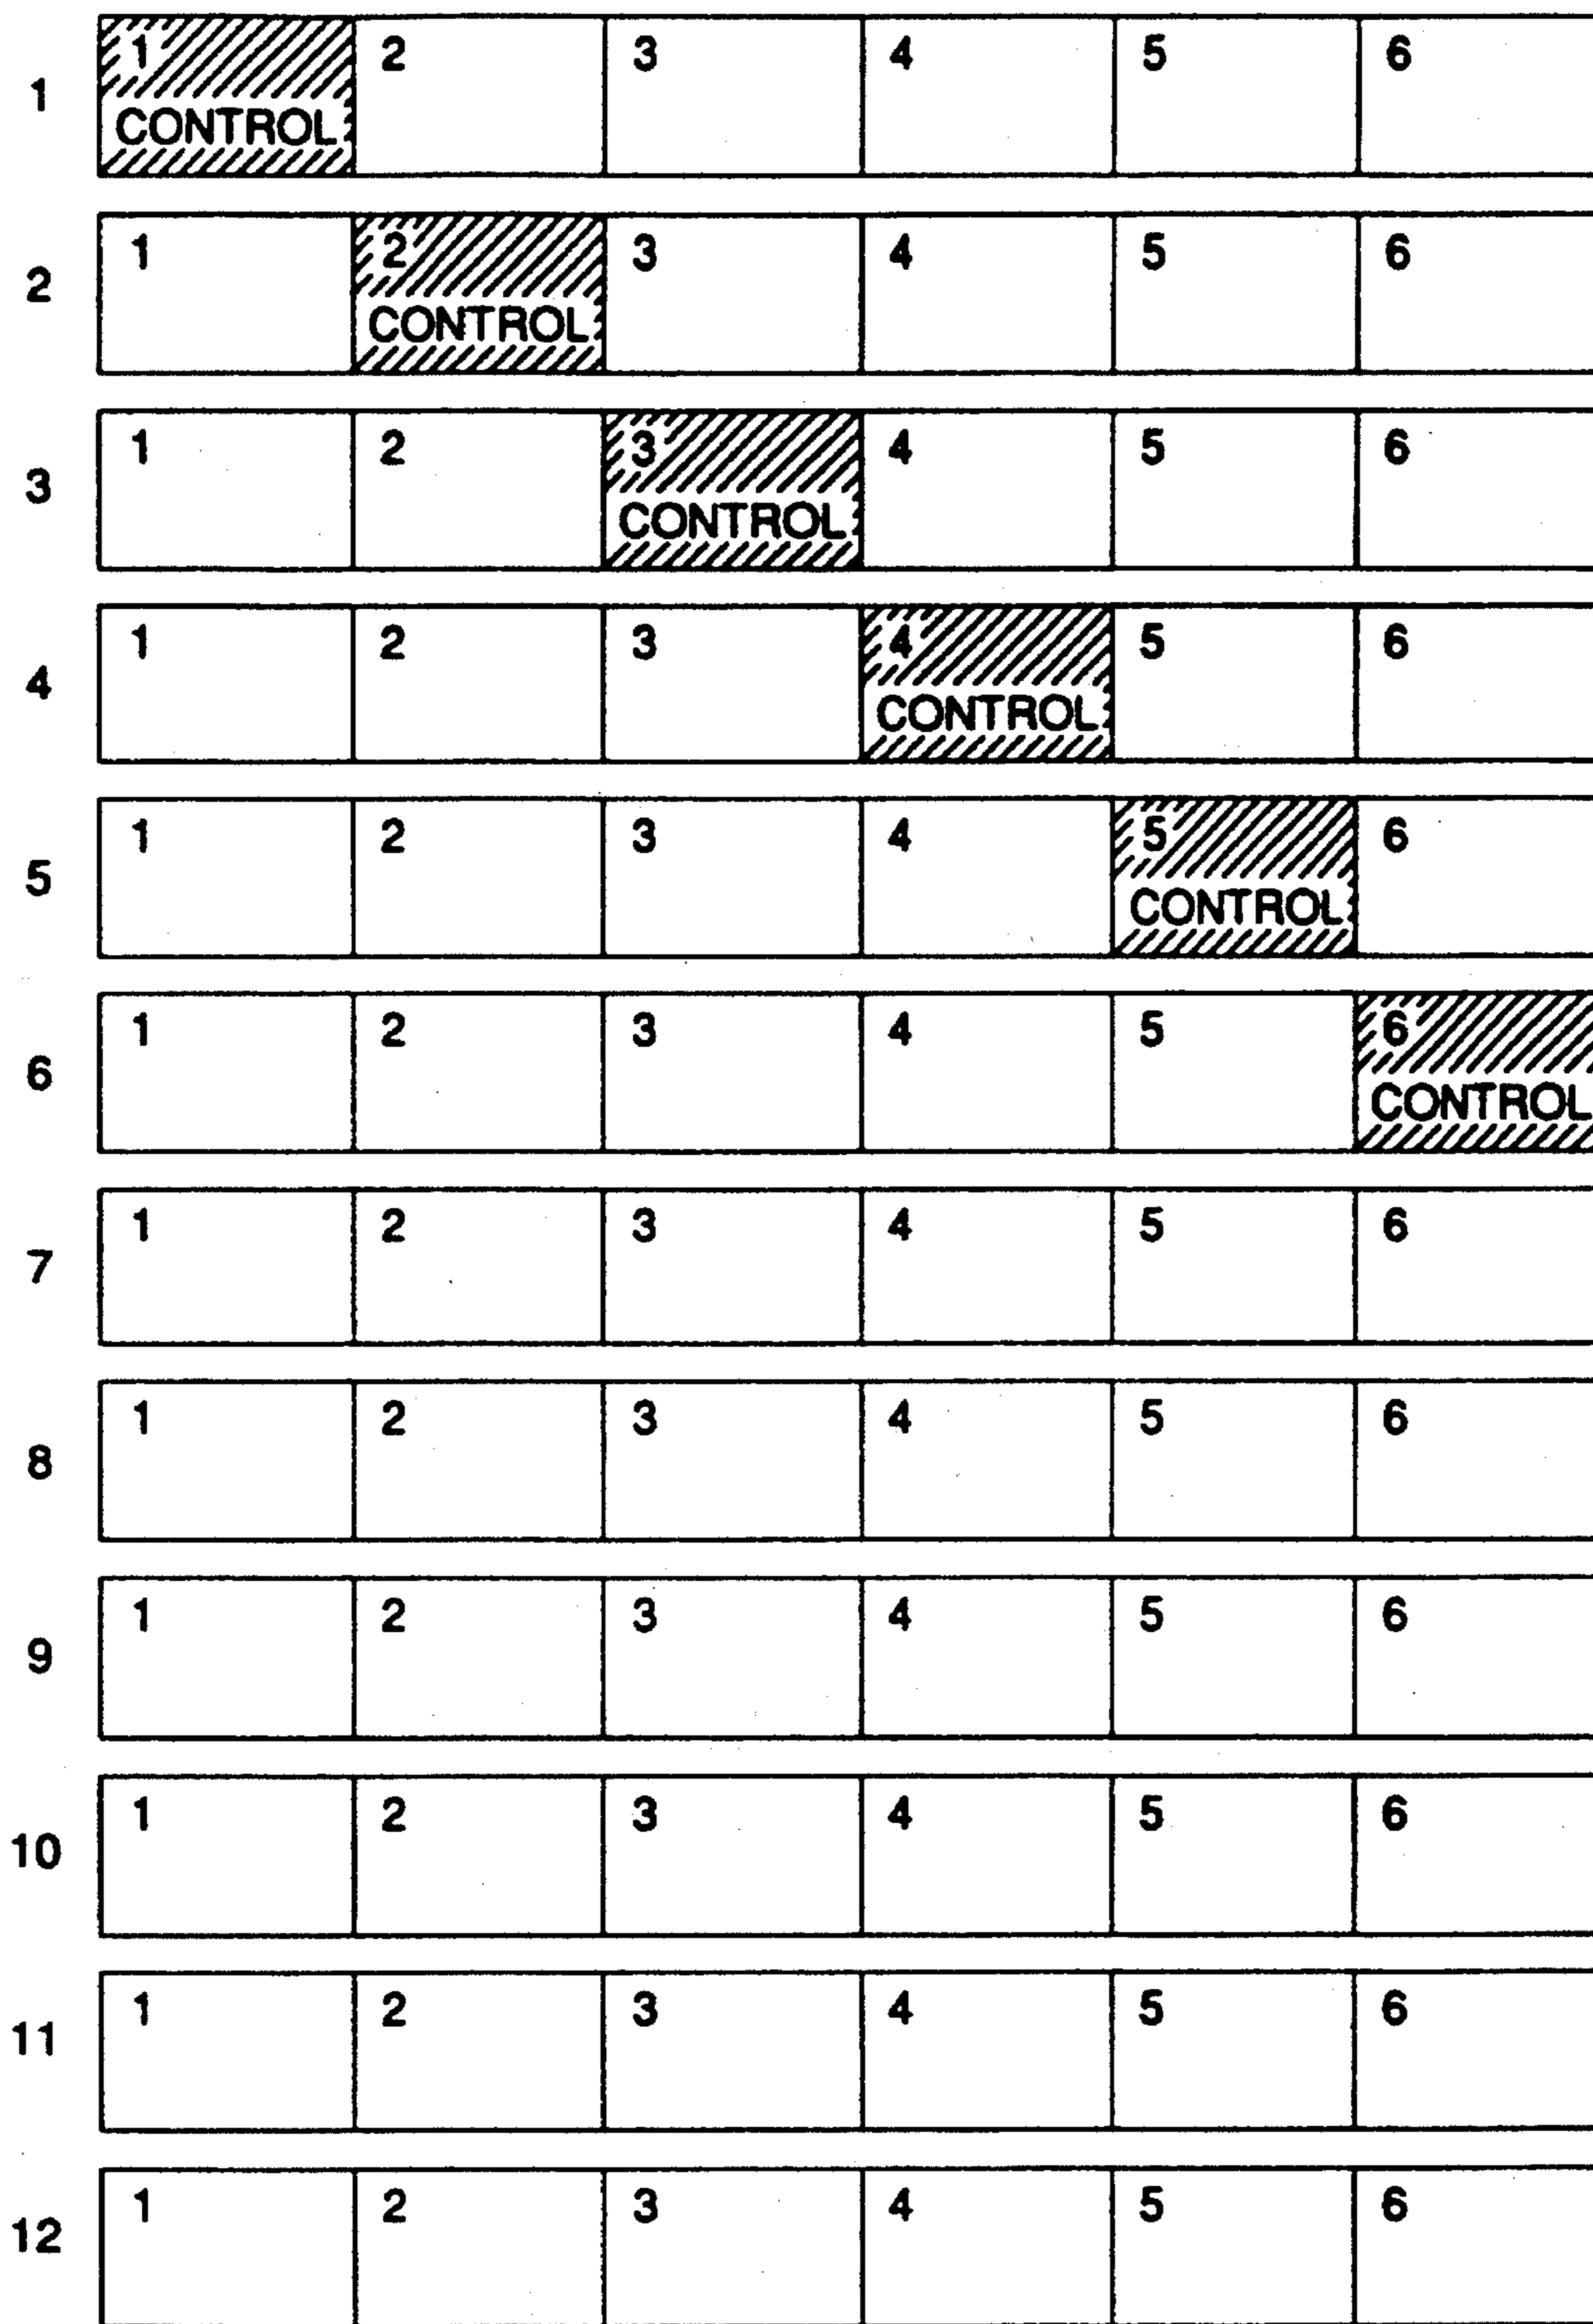 1 1 2 3 4 5 6
CONTROL
2 1 2 3 4 5 6
CONTROL
3 1 2 3 4 5 6
CONTROL
4 1 2 3 4 5 6
CONTROL
5 1 2 3 4 5 6
CONTROL
6 1 2 3 4 5 6
CONTROL
7 1 2 3 4 5 6
8 1 2 3 4 5 6
9 1 2 3 4 5 6
10 1 2 3 4 5 6
11 1 2 3 4 5 6
12 1 2 3 4 5 6